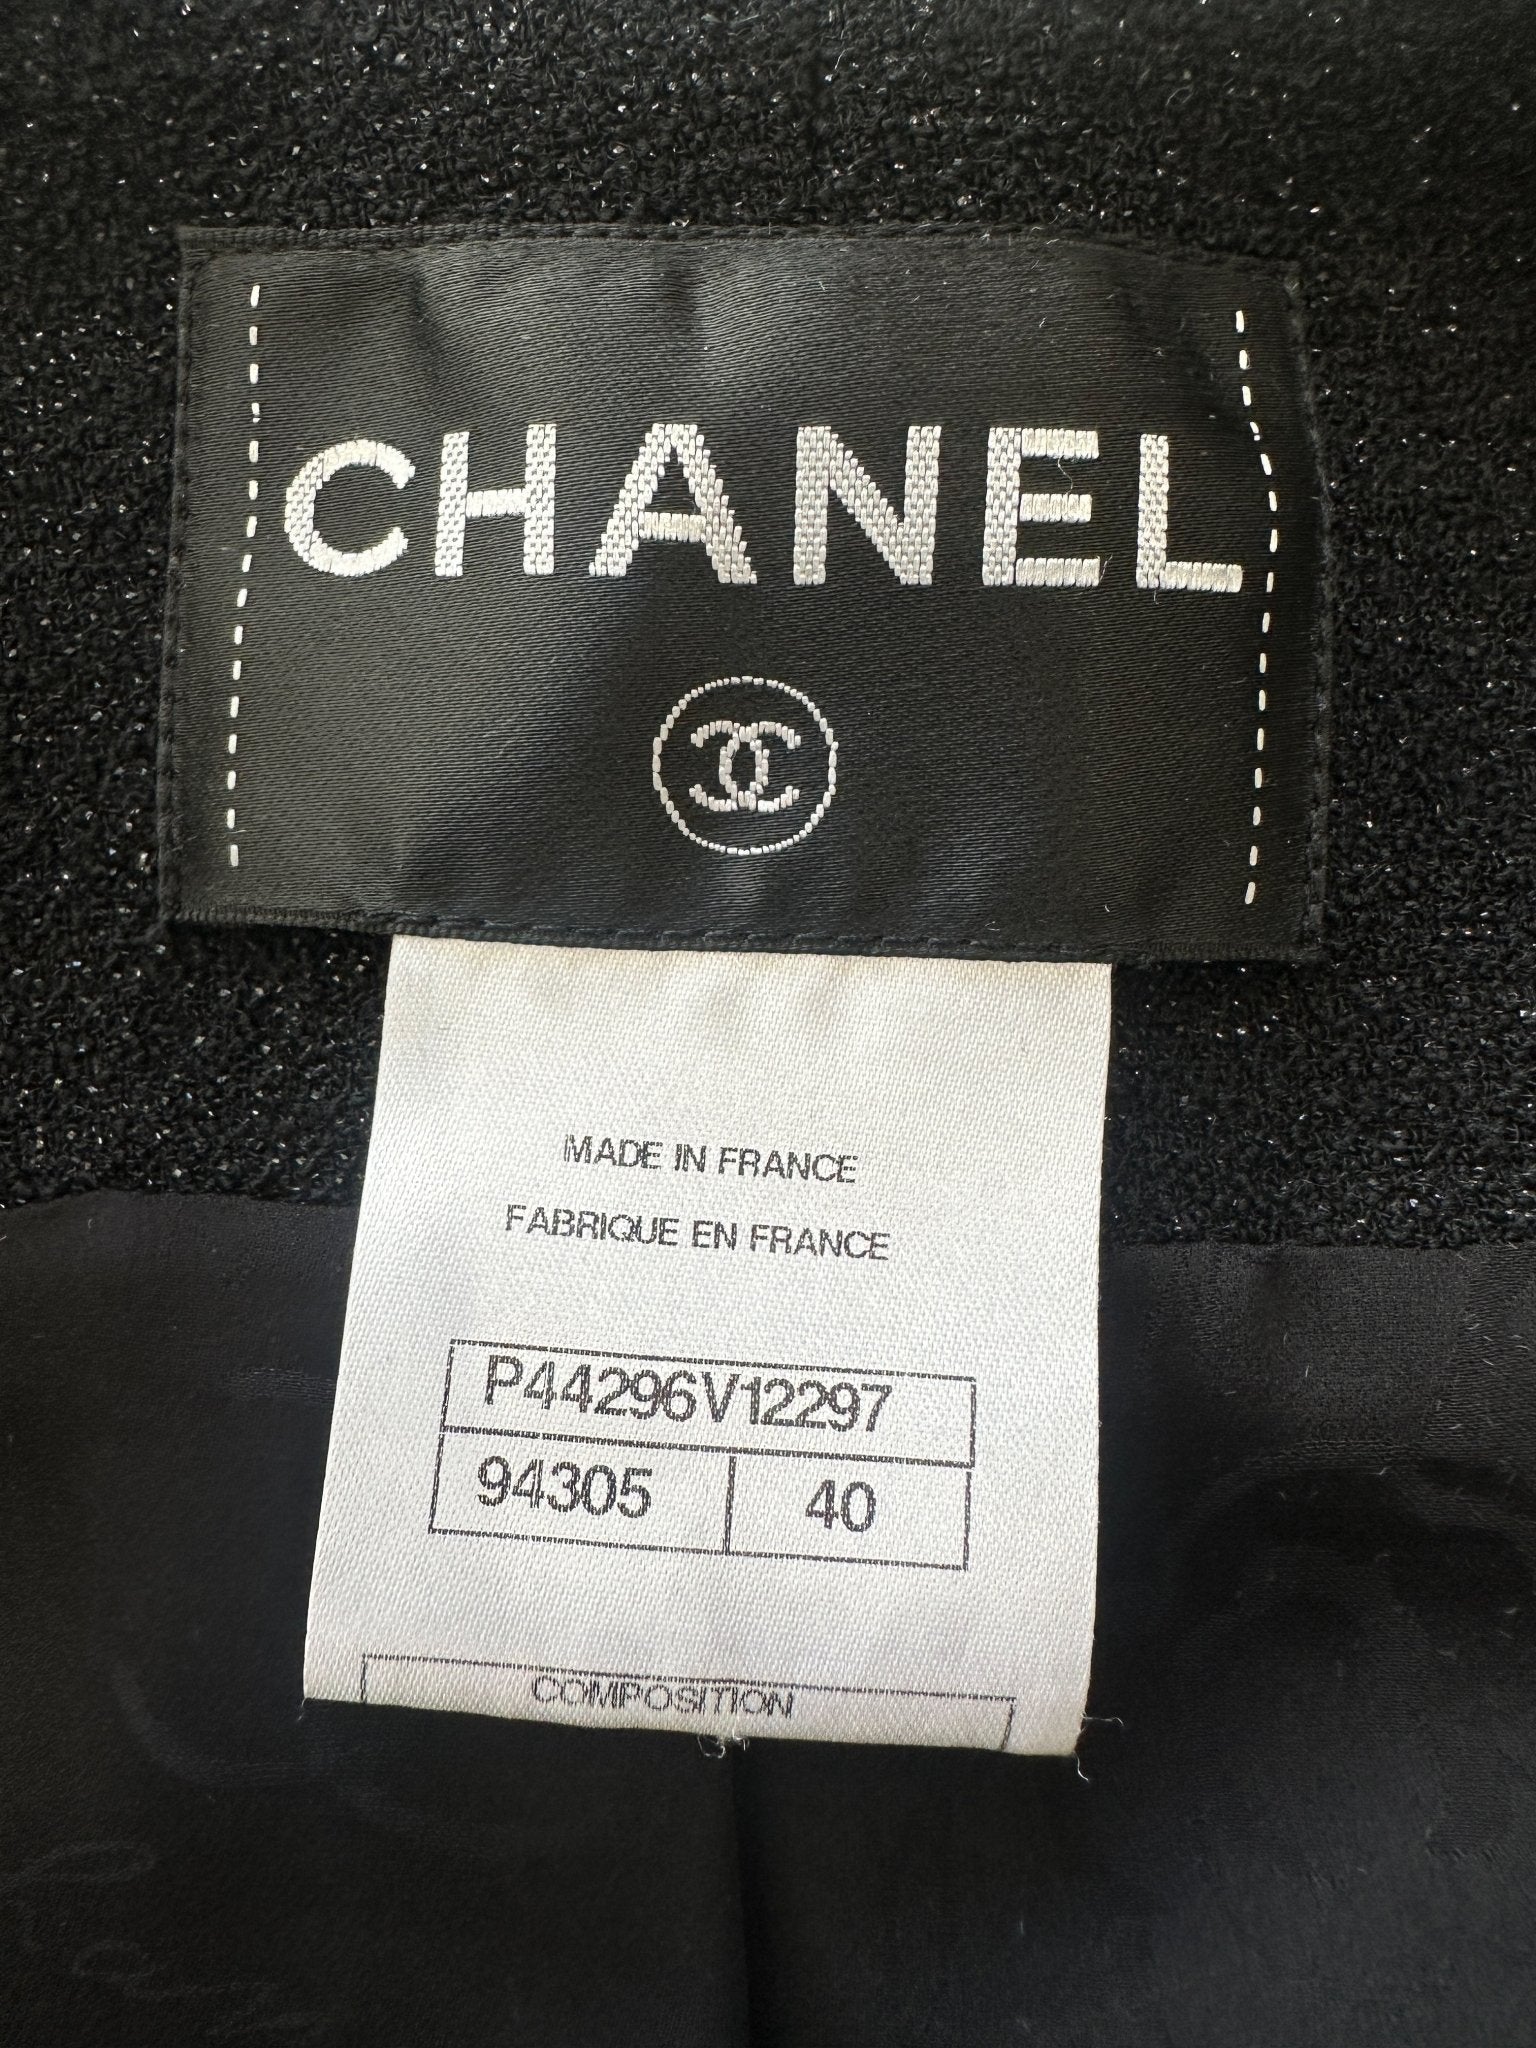 CHANEL
MADE IN FRANCE
FABRIQUE EN FRANCE
P44296V12297
94305 40
COMPOSITION